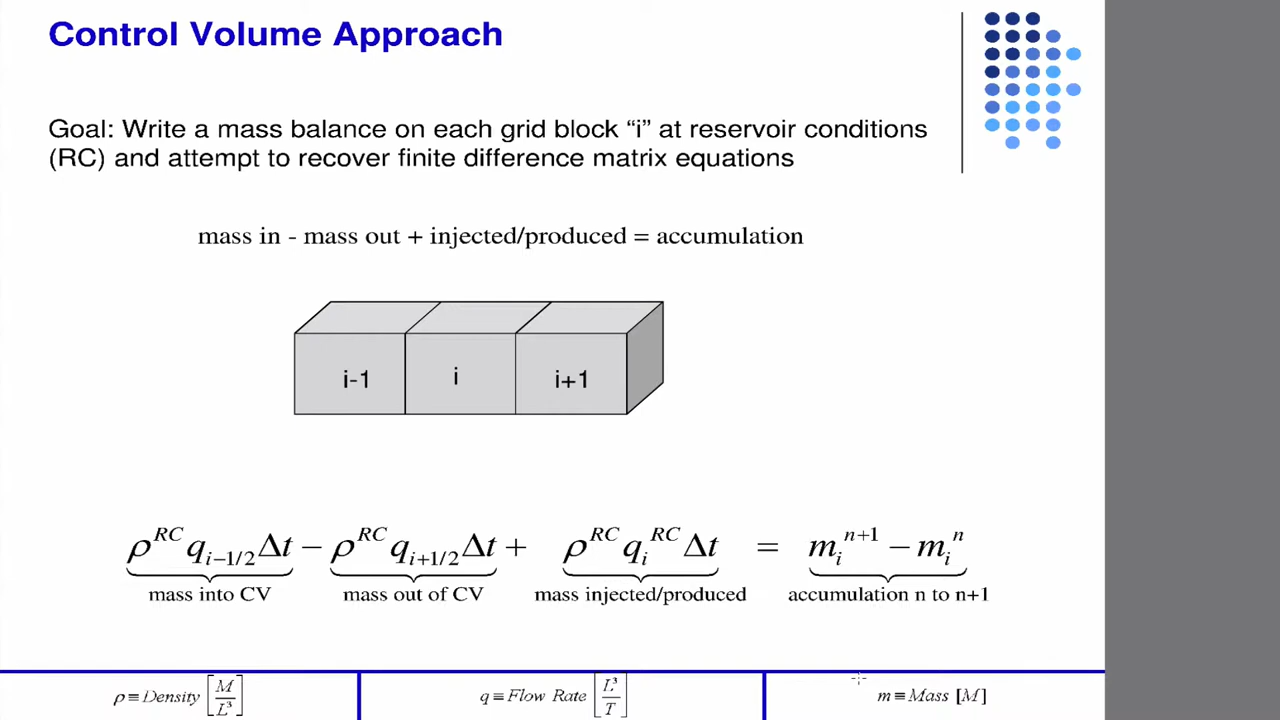 Control Volume Approach
Goal: Write a mass balance on each grid block “i” at reservoir conditions
(RC) and attempt to recover finite difference matrix equations
mass in - mass out + injected/produced = accumulation
i-1 i i+1
ρ^{RC} q_{i−1/2} Δt − ρ^{RC} q_{i+1/2} Δt + ρ^{RC} q_i^{RC} Δt = m_i^{n+1} − m_i^n
mass into CV mass out of CV mass injected/produced accumulation n to n+1
ρ ≡ Density [M/L³] q ≡ Flow Rate [L³/T] m ≡ Mass [M]